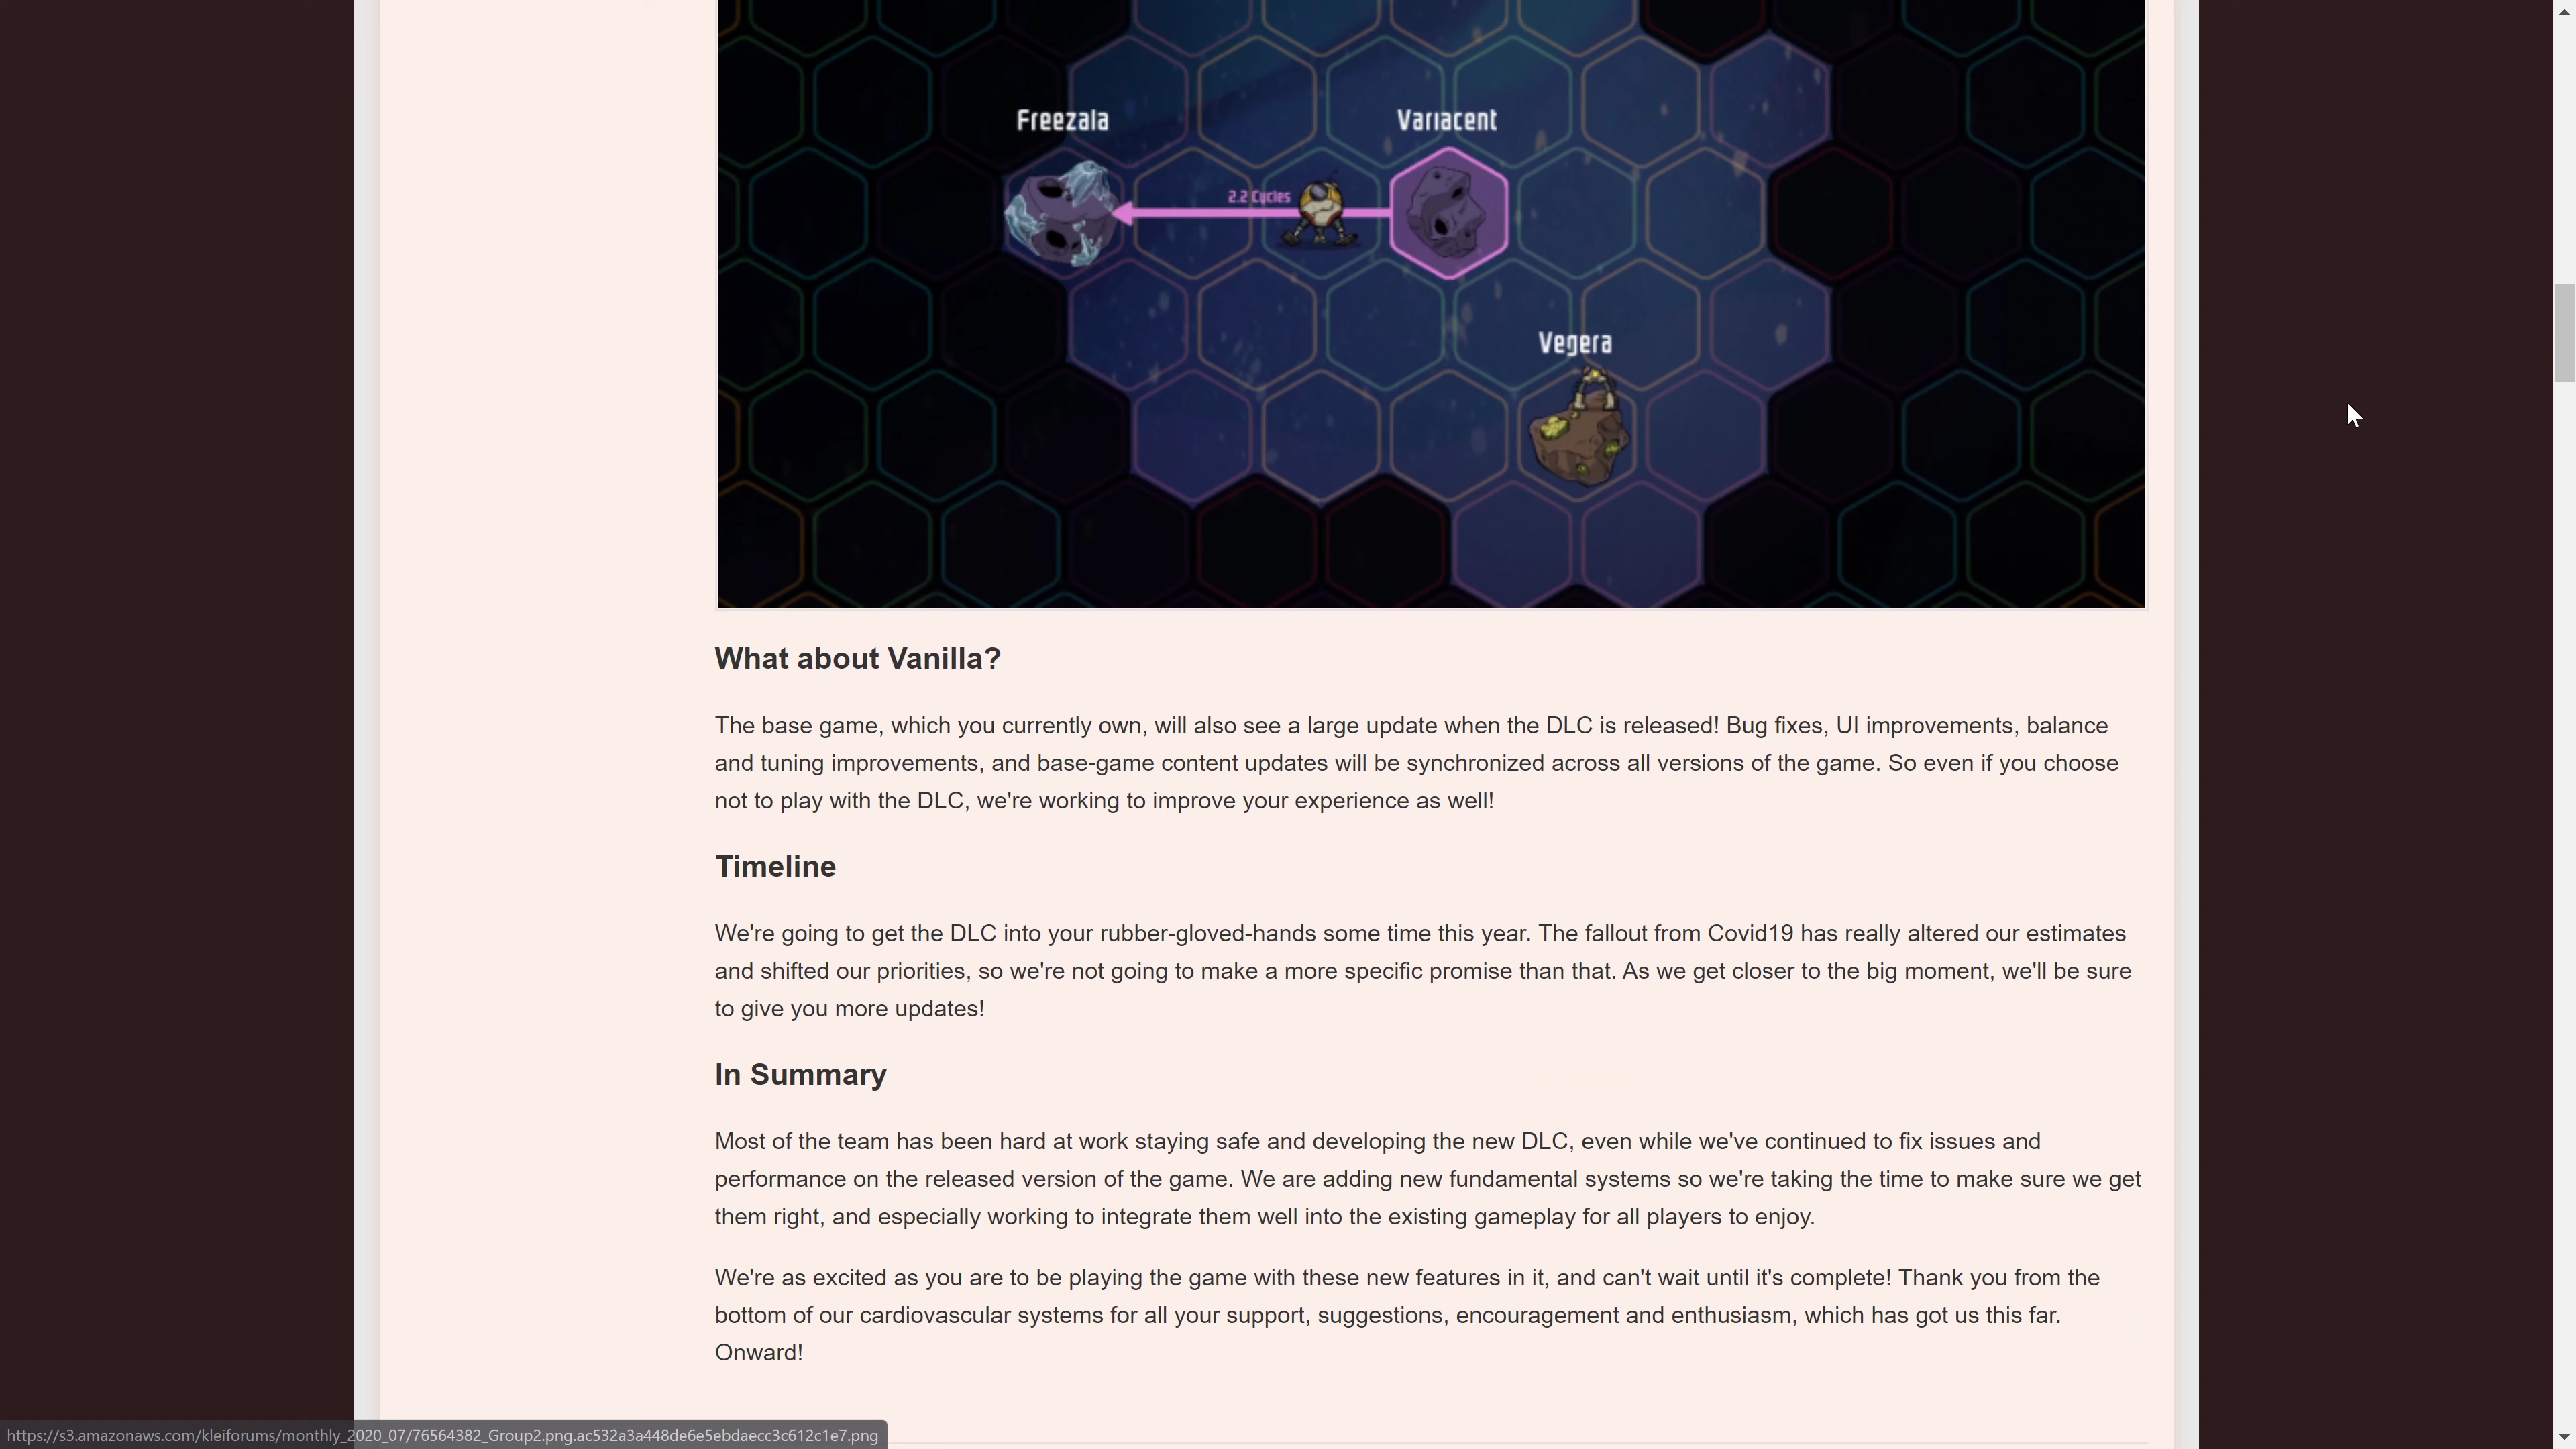 Freezala
Variacent
2.2 Cycles
Vegera
What about Vanilla?
The base game, which you currently own, will also see a large update when the DLC is released! Bug fixes, UI improvements, balance
and tuning improvements, and base-game content updates will be synchronized across all versions of the game. So even if you choose
not to play with the DLC, we're working to improve your experience as well!
Timeline
We're going to get the DLC into your rubber-gloved-hands some time this year. The fallout from Covid19 has really altered our estimates
and shifted our priorities, so we're not going to make a more specific promise than that. As we get closer to the big moment, we'll be sure
to give you more updates!
In Summary
Most of the team has been hard at work staying safe and developing the new DLC, even while we've continued to fix issues and
performance on the released version of the game. We are adding new fundamental systems so we're taking the time to make sure we get
them right, and especially working to integrate them well into the existing gameplay for all players to enjoy.
We're as excited as you are to be playing the game with these new features in it, and can't wait until it's complete! Thank you from the
bottom of our cardiovascular systems for all your support, suggestions, encouragement and enthusiasm, which has got us this far.
Onward!
https://s3.amazonaws.com/kleiforums/monthly_2020_07/76564382_Group2.png.ac532a3a448de6e5ebdaecc3c612c1e7.png